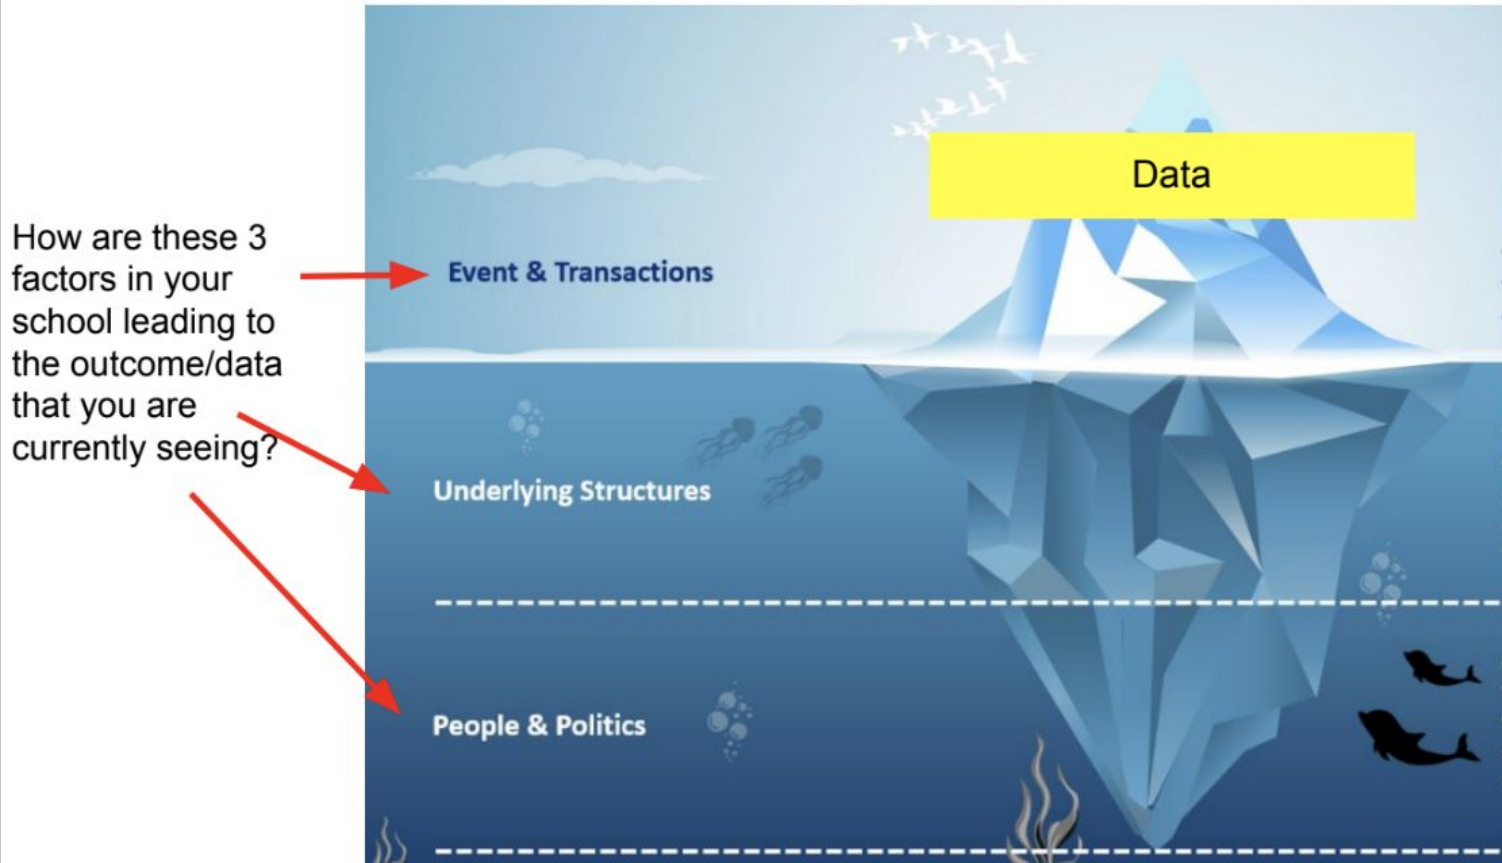 How are these 3
factors in your
school leading to
the outcome/data
that you are
currently seeing?
Data
Event & Transactions
Underlying Structures
People & Politics